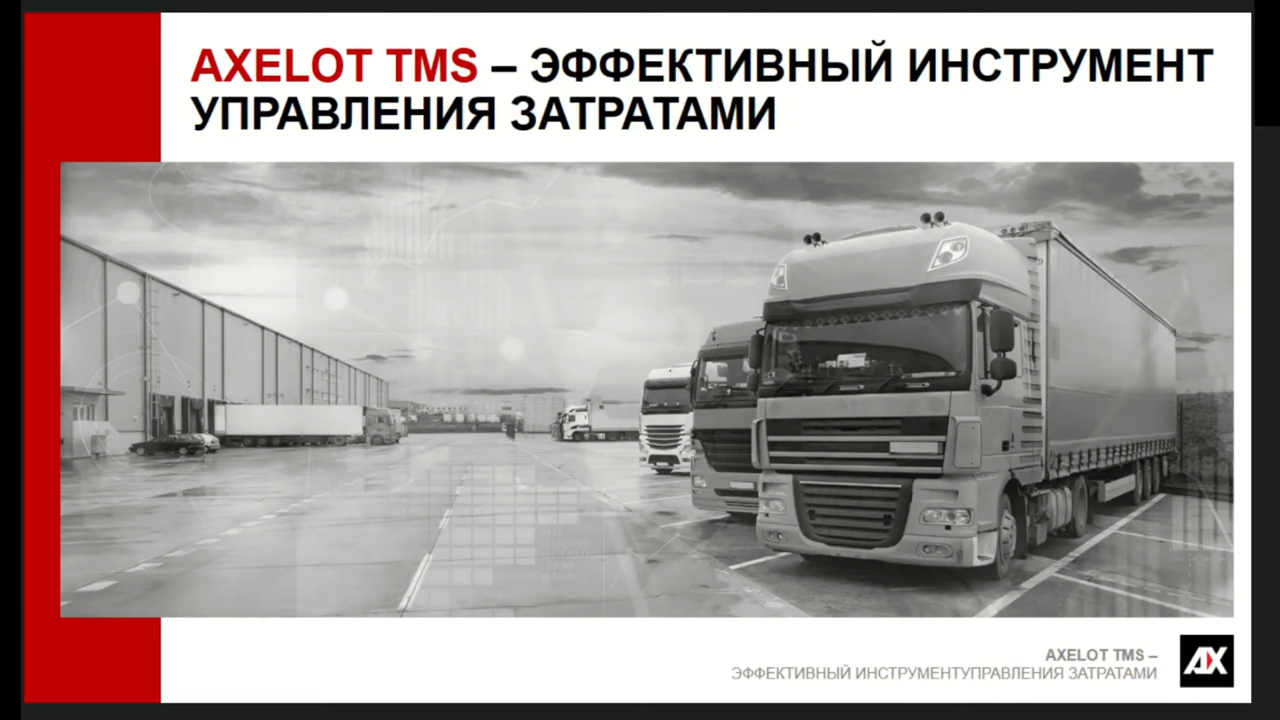 AXELOT TMS – ЭФФЕКТИВНЫЙ ИНСТРУМЕНТ
УПРАВЛЕНИЯ ЗАТРАТАМИ
AXELOT TMS –
ЭФФЕКТИВНЫЙ ИНСТРУМЕНТУПРАВЛЕНИЯ ЗАТРАТАМИ
AX